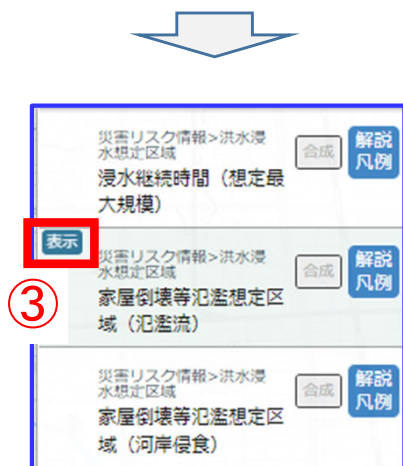 災害リスク情報>洪水浸
水想定区域
合成
解説
凡例
浸水継続時間（想定最
大規模）
表示
災害リスク情報>洪水浸
水想定区域
合成
解説
凡例
③
家屋倒壊等氾濫想定区
域（氾濫流）
災害リスク情報>洪水浸
水想定区域
合成
解説
凡例
家屋倒壊等氾濫想定区
域（河岸侵食）